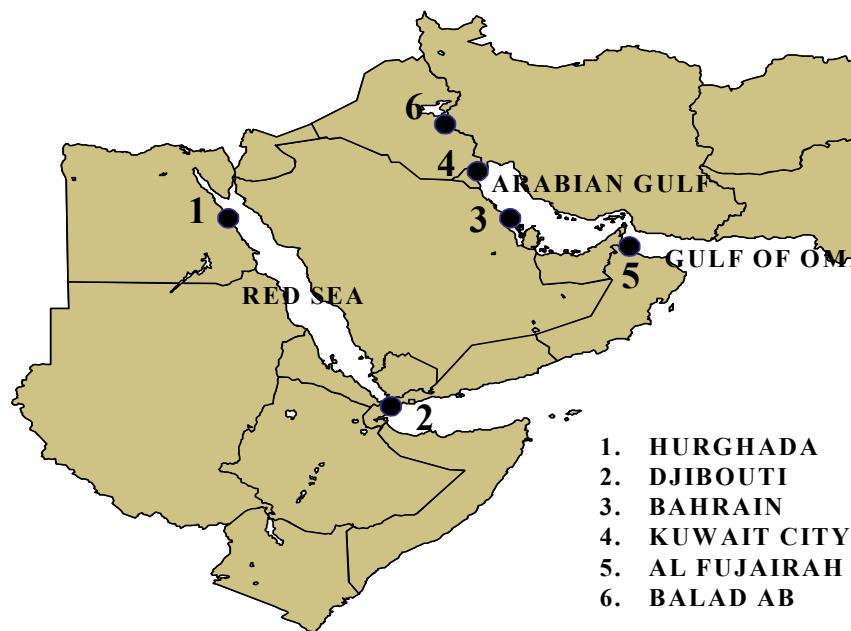 6
4
ARABIAN GULF
1
3
5
GULF OF OMA
RED SEA
2
1. HURGHADA
2. DJIBOUTI
3. BAHRAIN
4. KUWAIT CITY
5. AL FUJAIRAH
6. BALAD AB